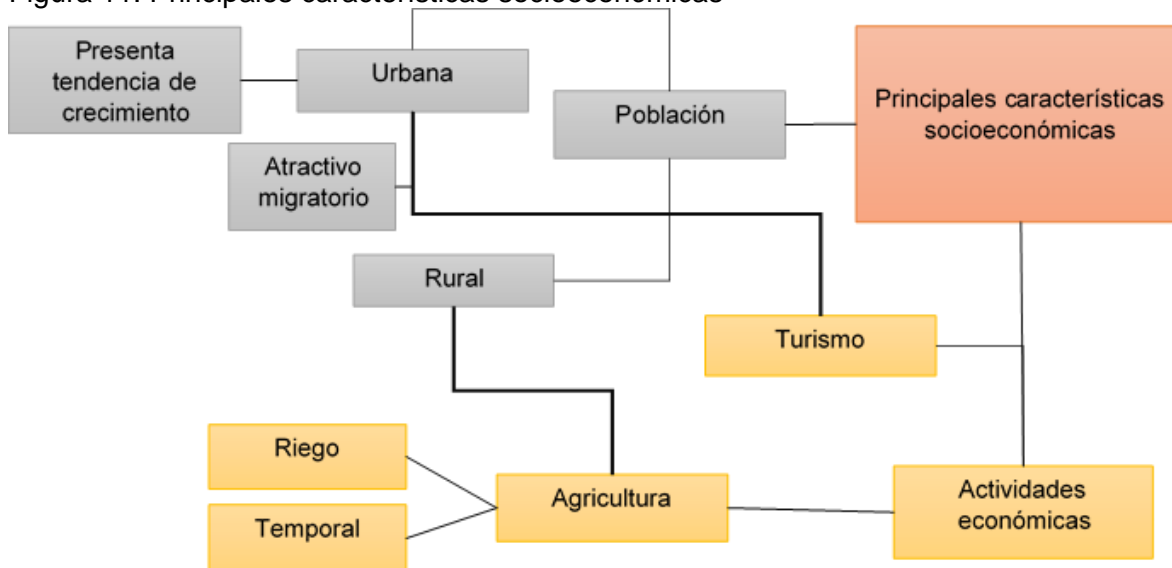 Presenta
tendencia de
crecimiento
Urbana
Población
Principales características
socioeconómicas
Atractivo
migratorio
Rural
Turismo
Riego
Temporal
Agricultura
Actividades
económicas